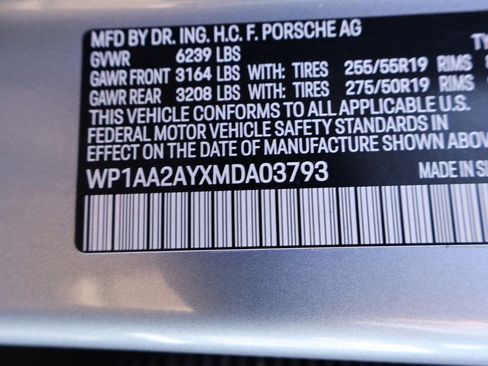 MFD BY DR. ING. H.C. F. PORSCHE AG
GVWR 6239 LBS
GAWR FRONT 3164 LBS WITH: TIRES 255/55R19 RIMS
GAWR REAR 3208 LBS WITH: TIRES 275/50R19 RIMS
THIS VEHICLE CONFORMS TO ALL APPLICABLE U.S.
FEDERAL MOTOR VEHICLE SAFETY STANDARDS IN
EFFECT ON THE DATE OF MANUFACTURE SHOWN ABOVE
WP1AA2AYXMDA03793
MADE IN